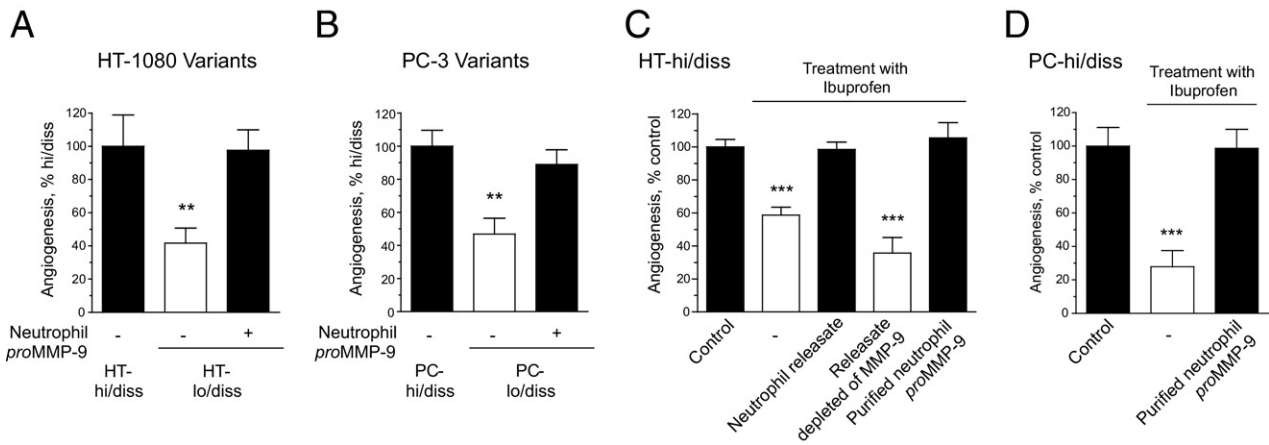 A
HT-1080 Variants
Angiogenesis, % hi/diss
120
100
80
60
40
20
0
**
Neutrophil
proMMP-9
-
-
+
HT-
hi/diss
HT-
lo/diss
B
PC-3 Variants
Angiogenesis, % hi/diss
120
100
80
60
40
20
0
**
Neutrophil
proMMP-9
-
-
+
PC-
hi/diss
PC-
lo/diss
C
HT-hi/diss
Treatment with
Ibuprofen
Angiogenesis, % control
120
100
80
60
40
20
0
***
***
Control
-
Neutrophil releasate
Releasate
depleted of MMP-9
Purified neutrophil
proMMP-9
D
PC-hi/diss
Treatment with
Ibuprofen
Angiogenesis, % control
120
100
80
60
40
20
0
***
Control
-
Purified neutrophil
proMMP-9